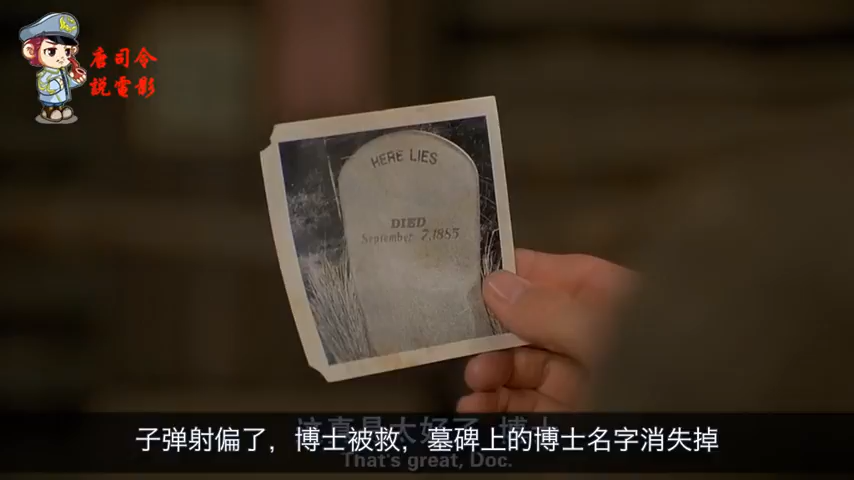 唐司令
説電影
HERE LIES
DIED
September 7, 1885
子弹射偏了，博士被救，墓碑上的博士名字消失掉
That's great, Doc.